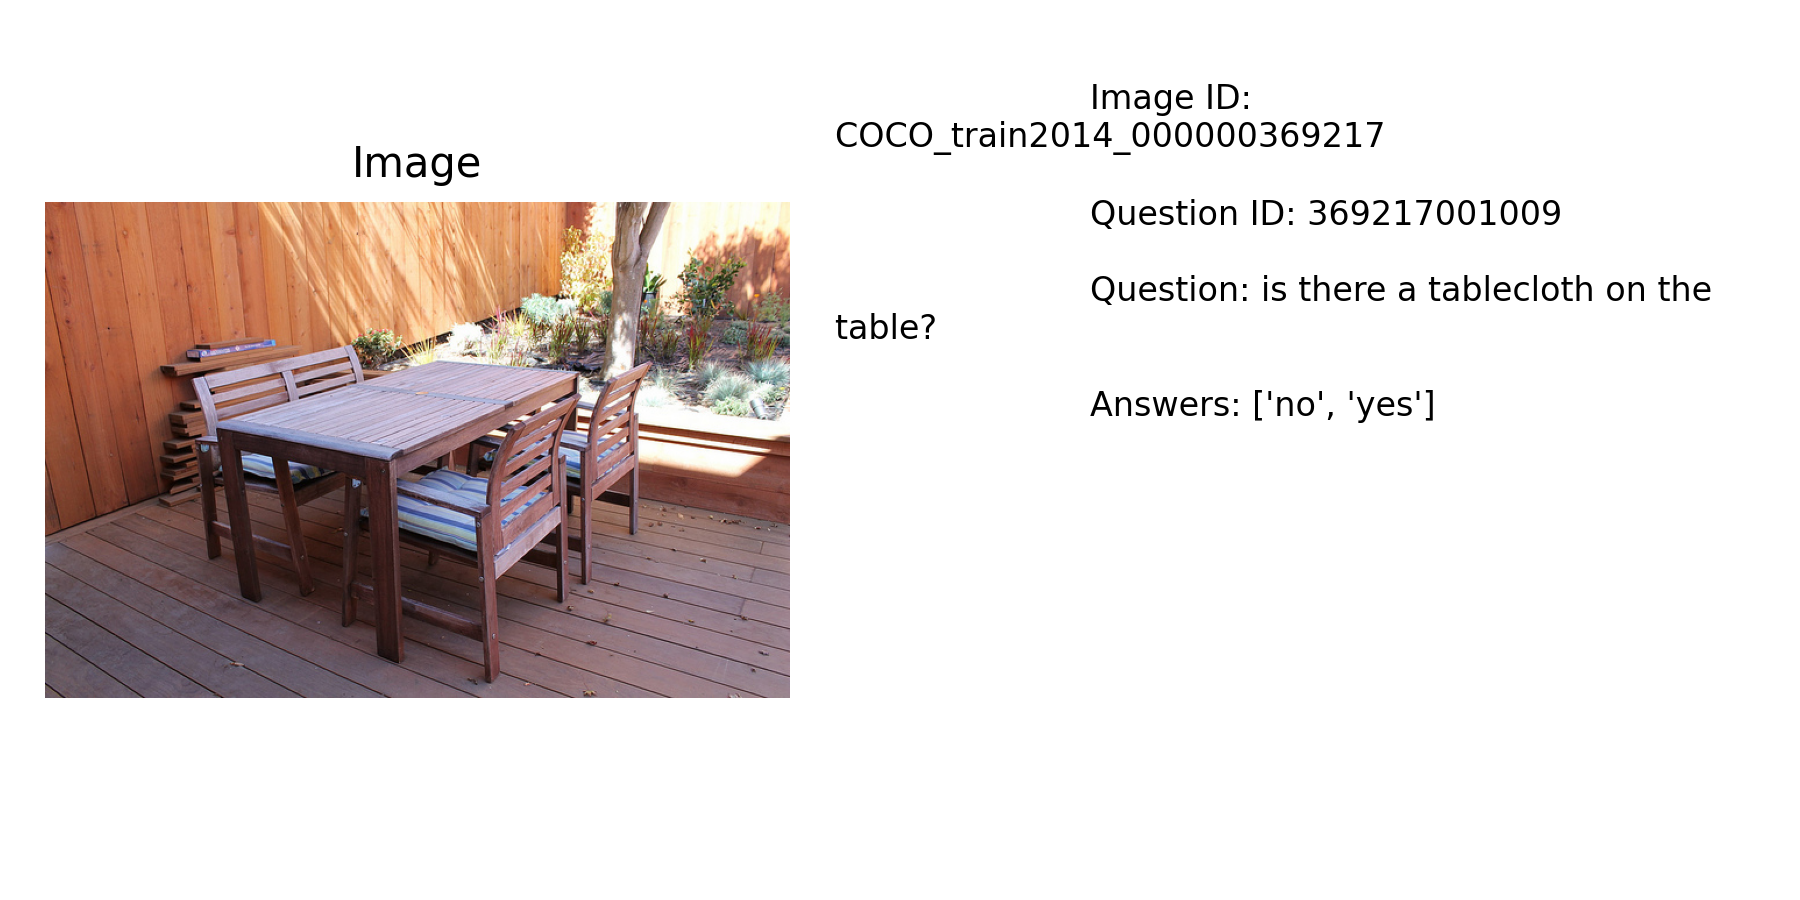 Image
Image ID:
COCO_train2014_000000369217
Question ID: 369217001009
Question: is there a tablecloth on the
table?
Answers: ['no', 'yes']